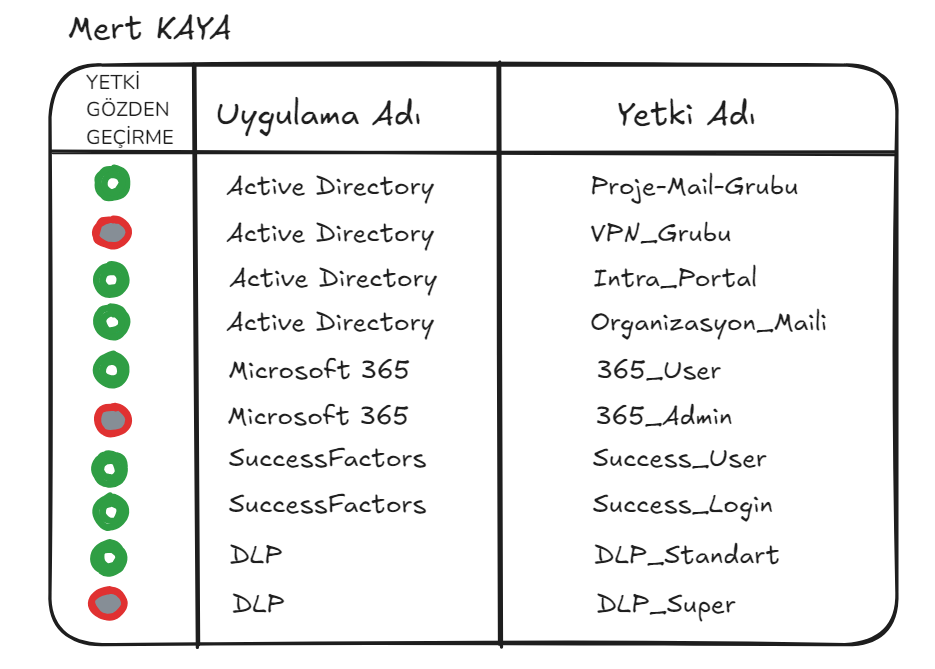 Mert KAYA
YETKİ
GÖZDEN
GEÇİRME
Uygulama Adı
Yetki Adı
Active Directory Proje-Mail-Grubu
Active Directory VPN_Grubu
Active Directory Intra_Portal
Active Directory Organizasyon_Maili
Microsoft 365 365_User
Microsoft 365 365_Admin
SuccessFactors Success_User
SuccessFactors Success_Login
DLP DLP_Standart
DLP DLP_Super